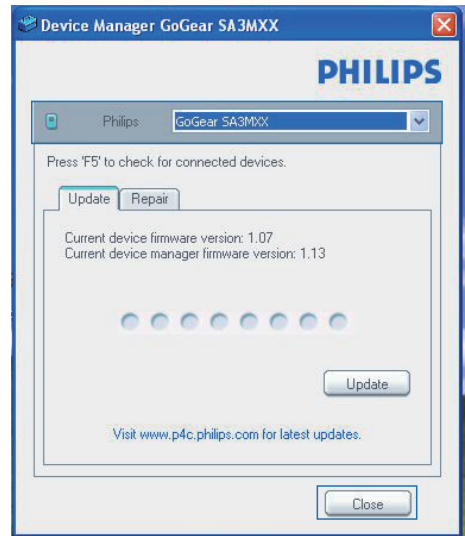 Device Manager GoGear SA3MXX
PHILIPS
Philips GoGear SA3MXX
Press 'F5' to check for connected devices.
Update Repair
Current device firmware version: 1.07
Current device manager firmware version: 1.13
Update
Visit www.p4c.philips.com for latest updates.
Close